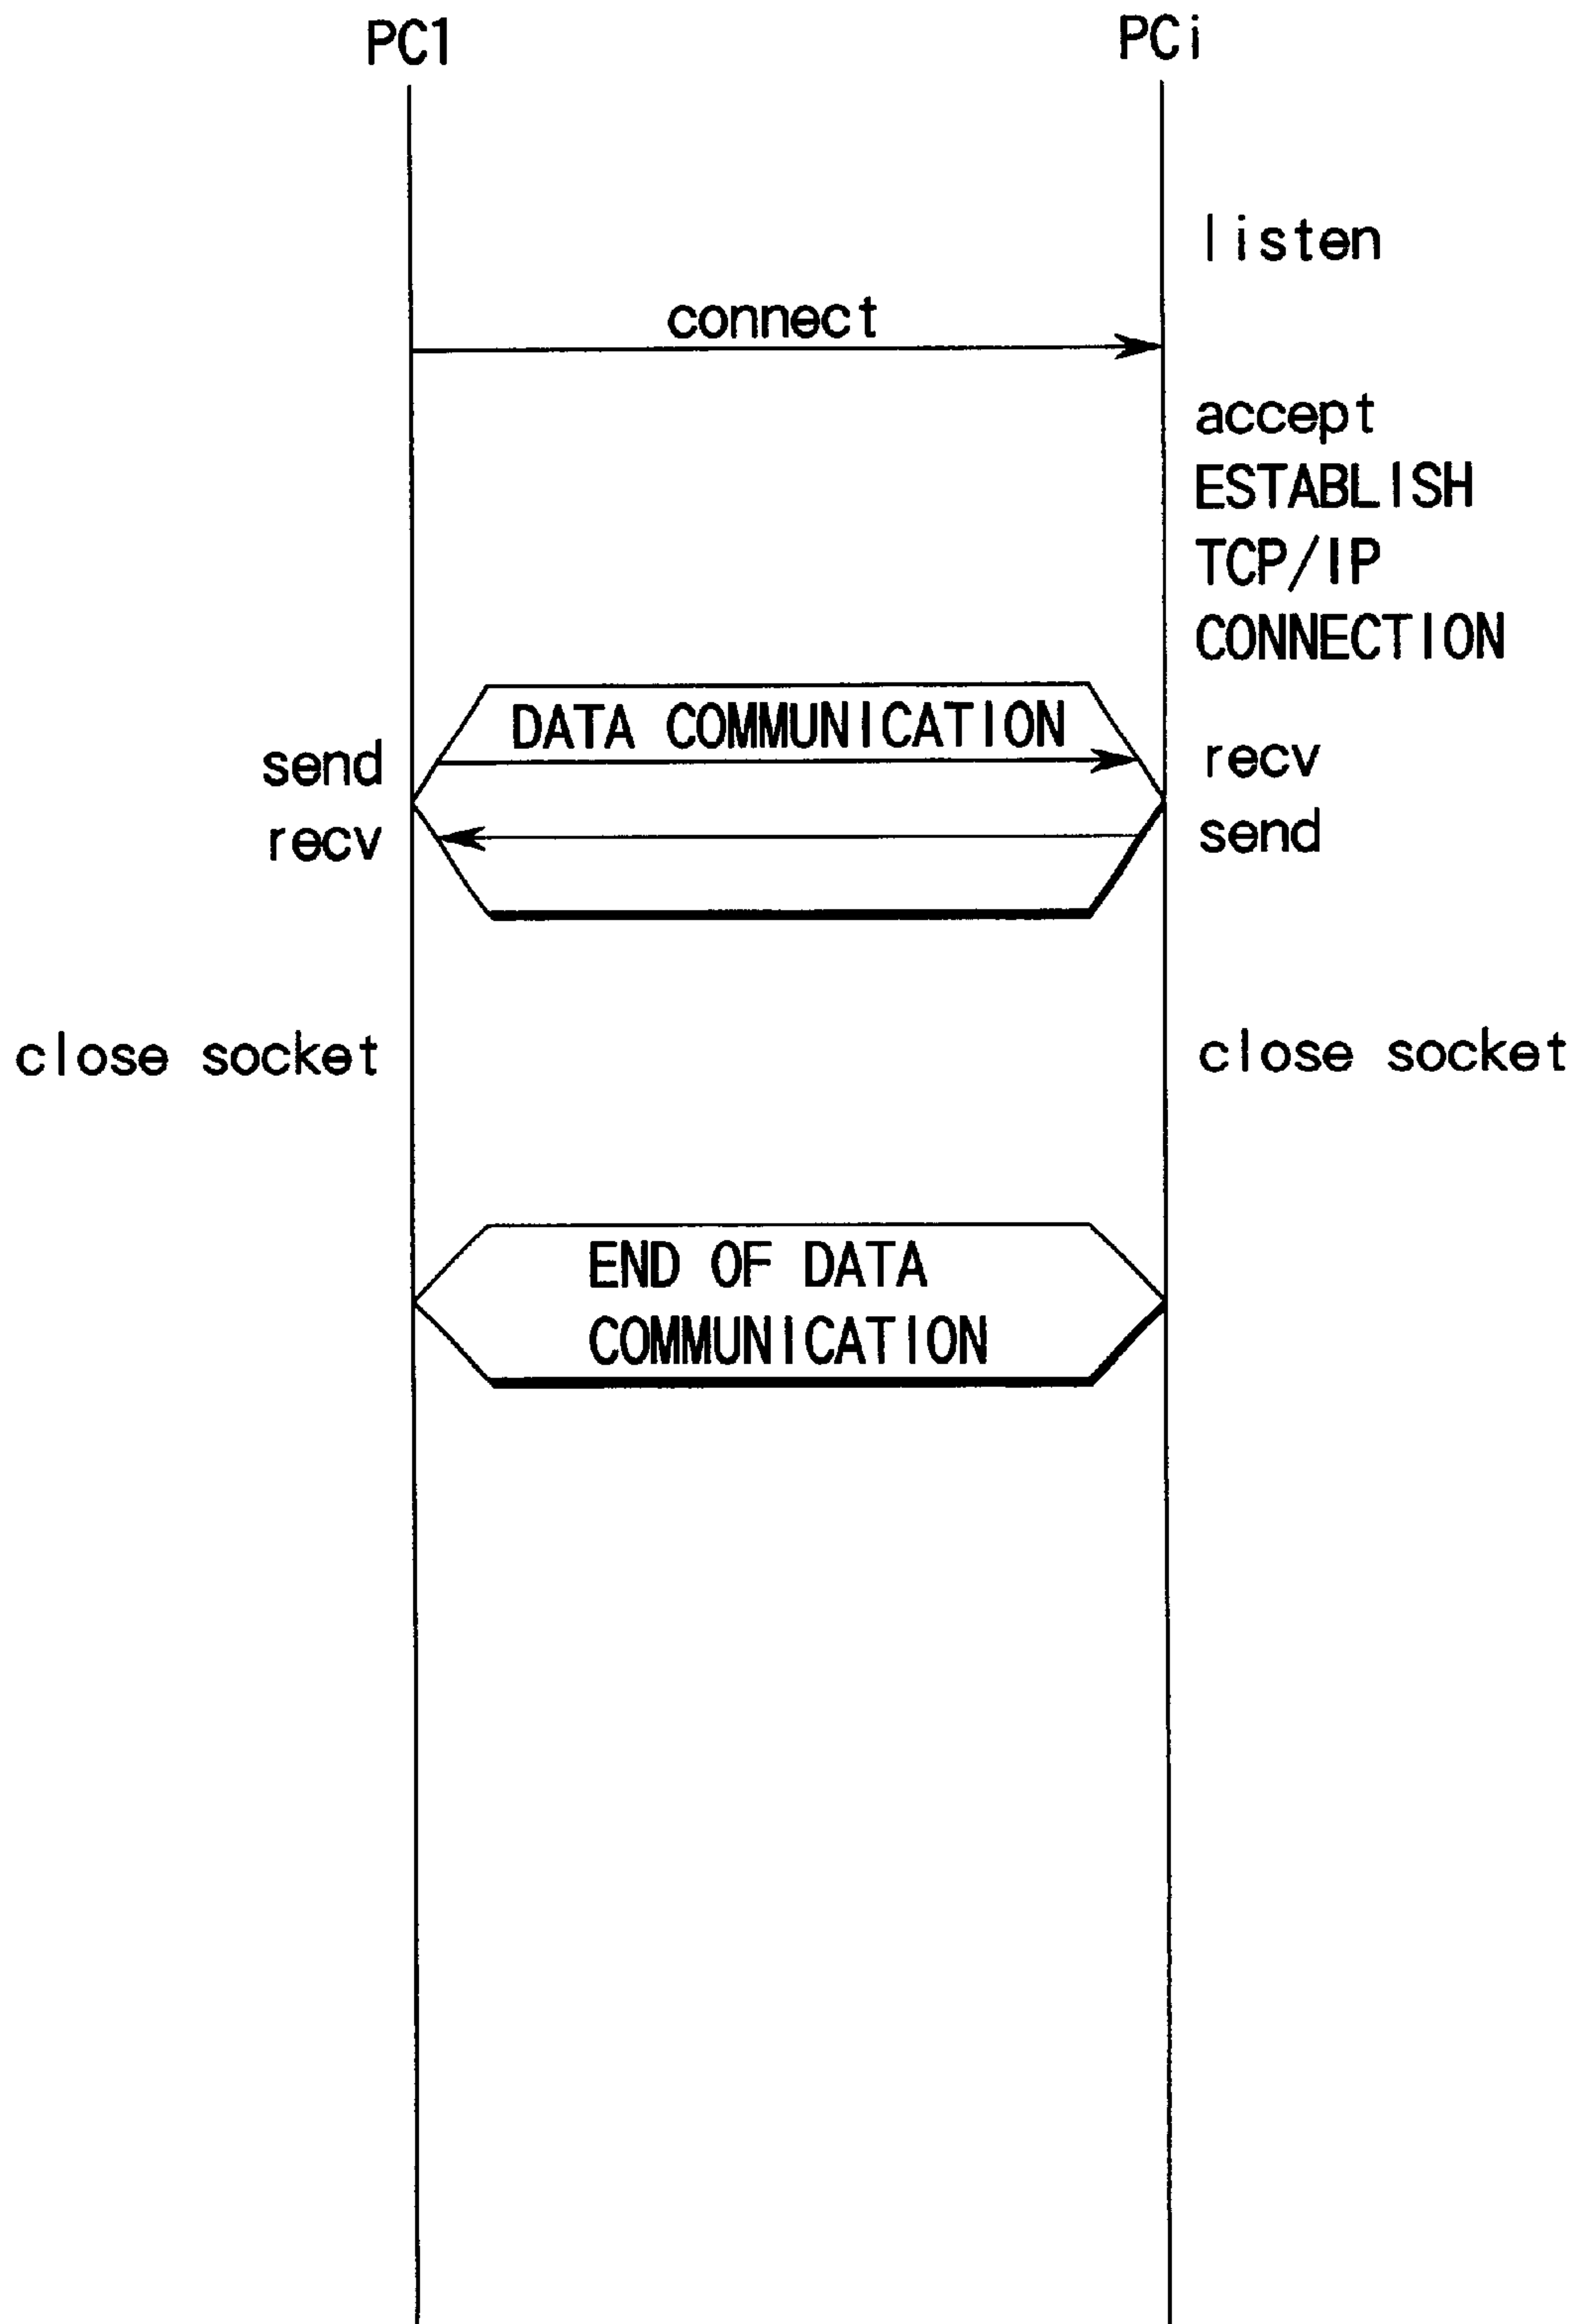 PC1
PCi
listen
connect
accept
ESTABLISH
TCP/IP
CONNECTION
DATA COMMUNICATION
send
recv
recv
send
close socket
close socket
END OF DATA
COMMUNICATION